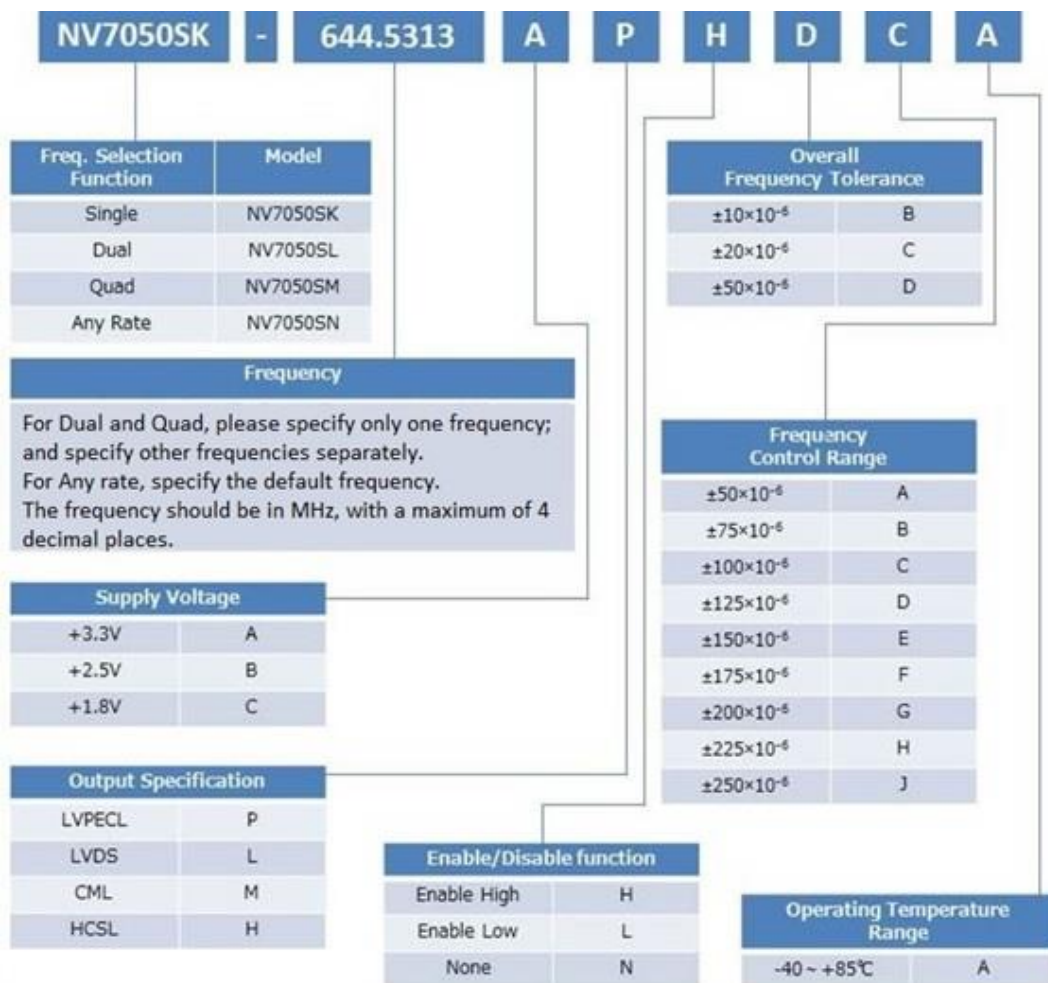 NV7050SK - 644.5313 A P H D C A
Freq. Selection Function Model
Single NV7050SK
Dual NV7050SL
Quad NV7050SM
Any Rate NV7050SN
Frequency
For Dual and Quad, please specify only one frequency;
and specify other frequencies separately.
For Any rate, specify the default frequency.
The frequency should be in MHz, with a maximum of 4
decimal places.
Supply Voltage
+3.3V A
+2.5V B
+1.8V C
Output Specification
LVPECL P
LVDS L
CML M
HCSL H
Enable/Disable function
Enable High H
Enable Low L
None N
Overall
Frequency Tolerance
±10×10⁻⁶ B
±20×10⁻⁶ C
±50×10⁻⁶ D
Frequency
Control Range
±50×10⁻⁶ A
±75×10⁻⁶ B
±100×10⁻⁶ C
±125×10⁻⁶ D
±150×10⁻⁶ E
±175×10⁻⁶ F
±200×10⁻⁶ G
±225×10⁻⁶ H
±250×10⁻⁶ J
Operating Temperature
Range
-40 ~ +85℃ A